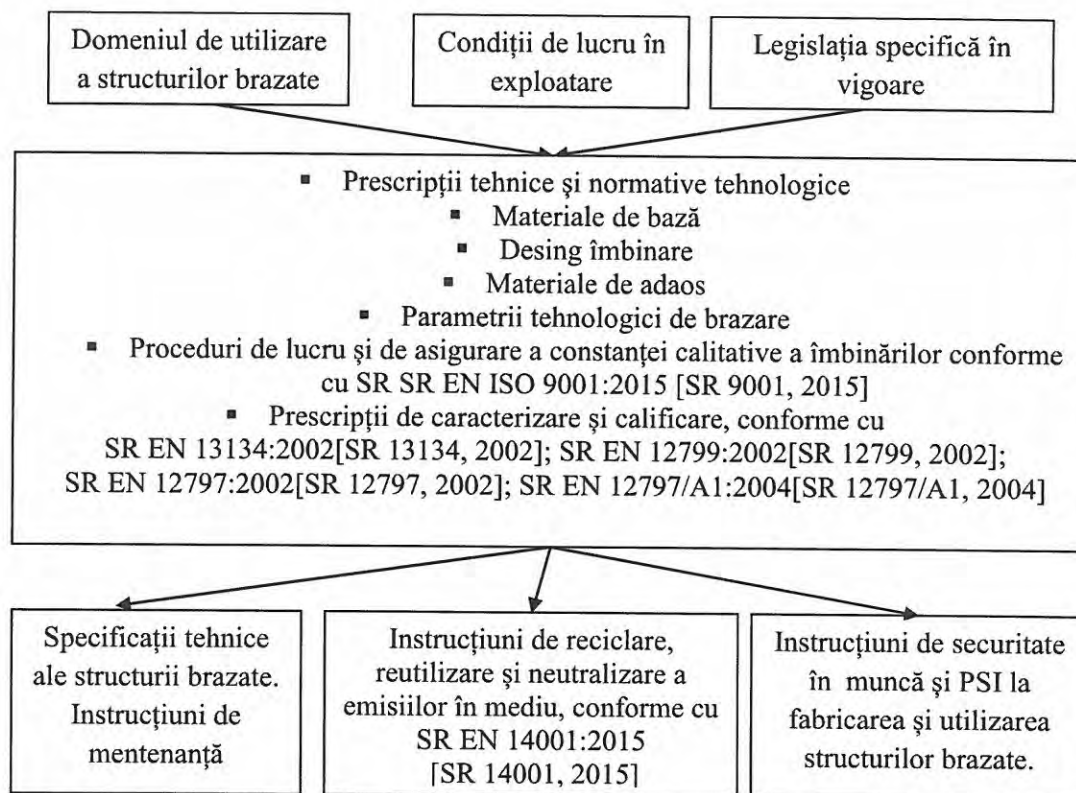 Domeniul de utilizare
a structurilor brazate
Condiții de lucru în
exploatare
Legislația specifică în
vigoare
▪ Prescripții tehnice și normative tehnologice
▪ Materiale de bază
▪ Desing îmbinare
▪ Materiale de adaos
▪ Parametrii tehnologici de brazare
▪ Proceduri de lucru și de asigurare a constanței calitative a îmbinărilor conforme
cu SR SR EN ISO 9001:2015 [SR 9001, 2015]
▪ Prescripții de caracterizare și calificare, conforme cu
SR EN 13134:2002[SR 13134, 2002]; SR EN 12799:2002[SR 12799, 2002];
SR EN 12797:2002[SR 12797, 2002]; SR EN 12797/A1:2004[SR 12797/A1, 2004]
Specificații tehnice
ale structurii brazate.
Instrucțiuni de
mentenanță
Instrucțiuni de reciclare,
reutilizare și neutralizare a
emisiilor în mediu, conforme cu
SR EN 14001:2015
[SR 14001, 2015]
Instrucțiuni de securitate
în muncă și PSI la
fabricarea și utilizarea
structurilor brazate.